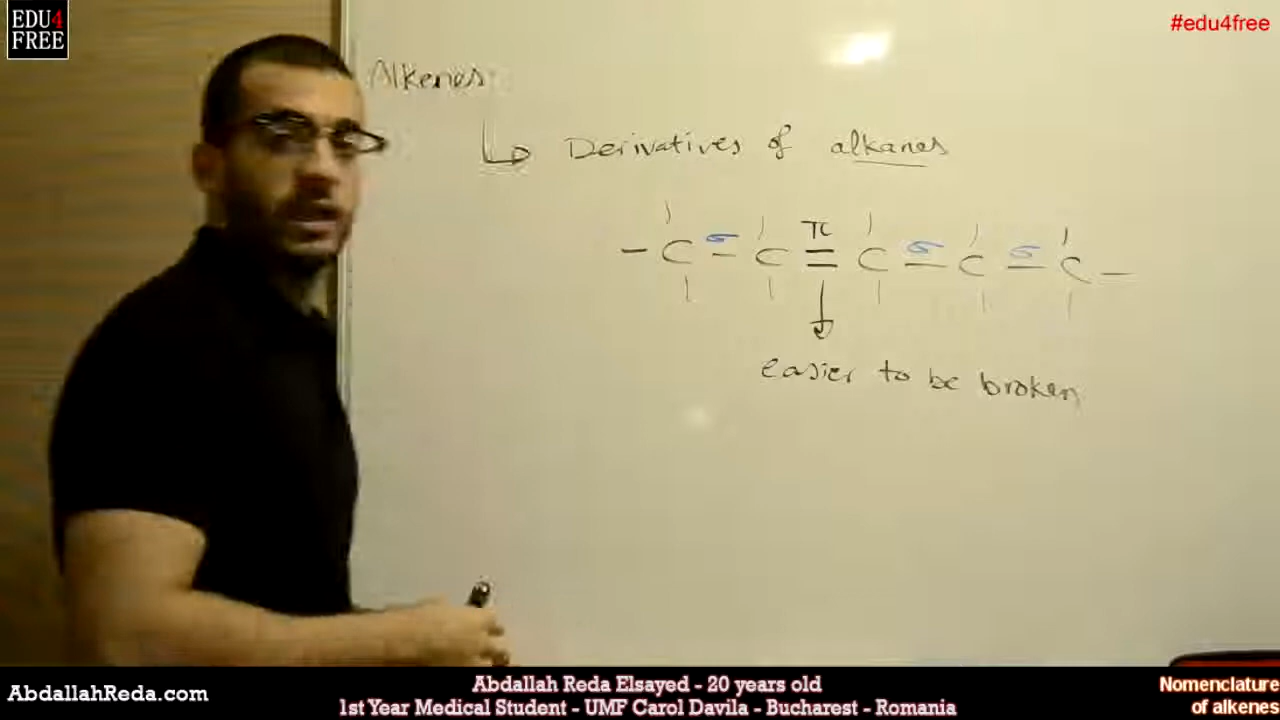 EDU4
FREE
#edu4free
Alkenes:
Derivatives of alkanes
σ π σ σ
- C - C = C - C - C -
easier to be broken
AbdallahReda.com
Abdallah Reda Elsayed - 20 years old
1st Year Medical Student - UMF Carol Davila - Bucharest - Romania
Nomenclature
of alkenes